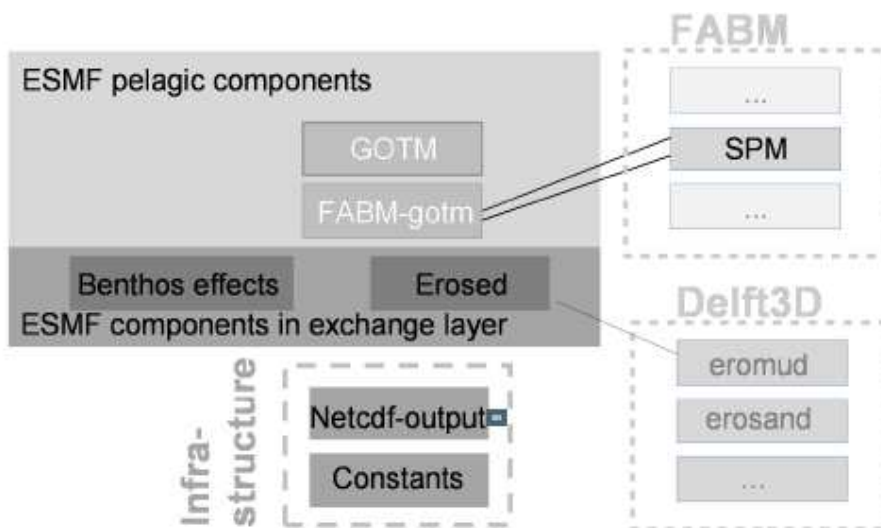 FABM
ESMF pelagic components
...
GOTM
SPM
FABM-gotm
...
Benthos effects
Erosed
ESMF components in exchange layer
Delft3D
eromud
erosand
...
Infra-
structure
Netcdf-output
Constants